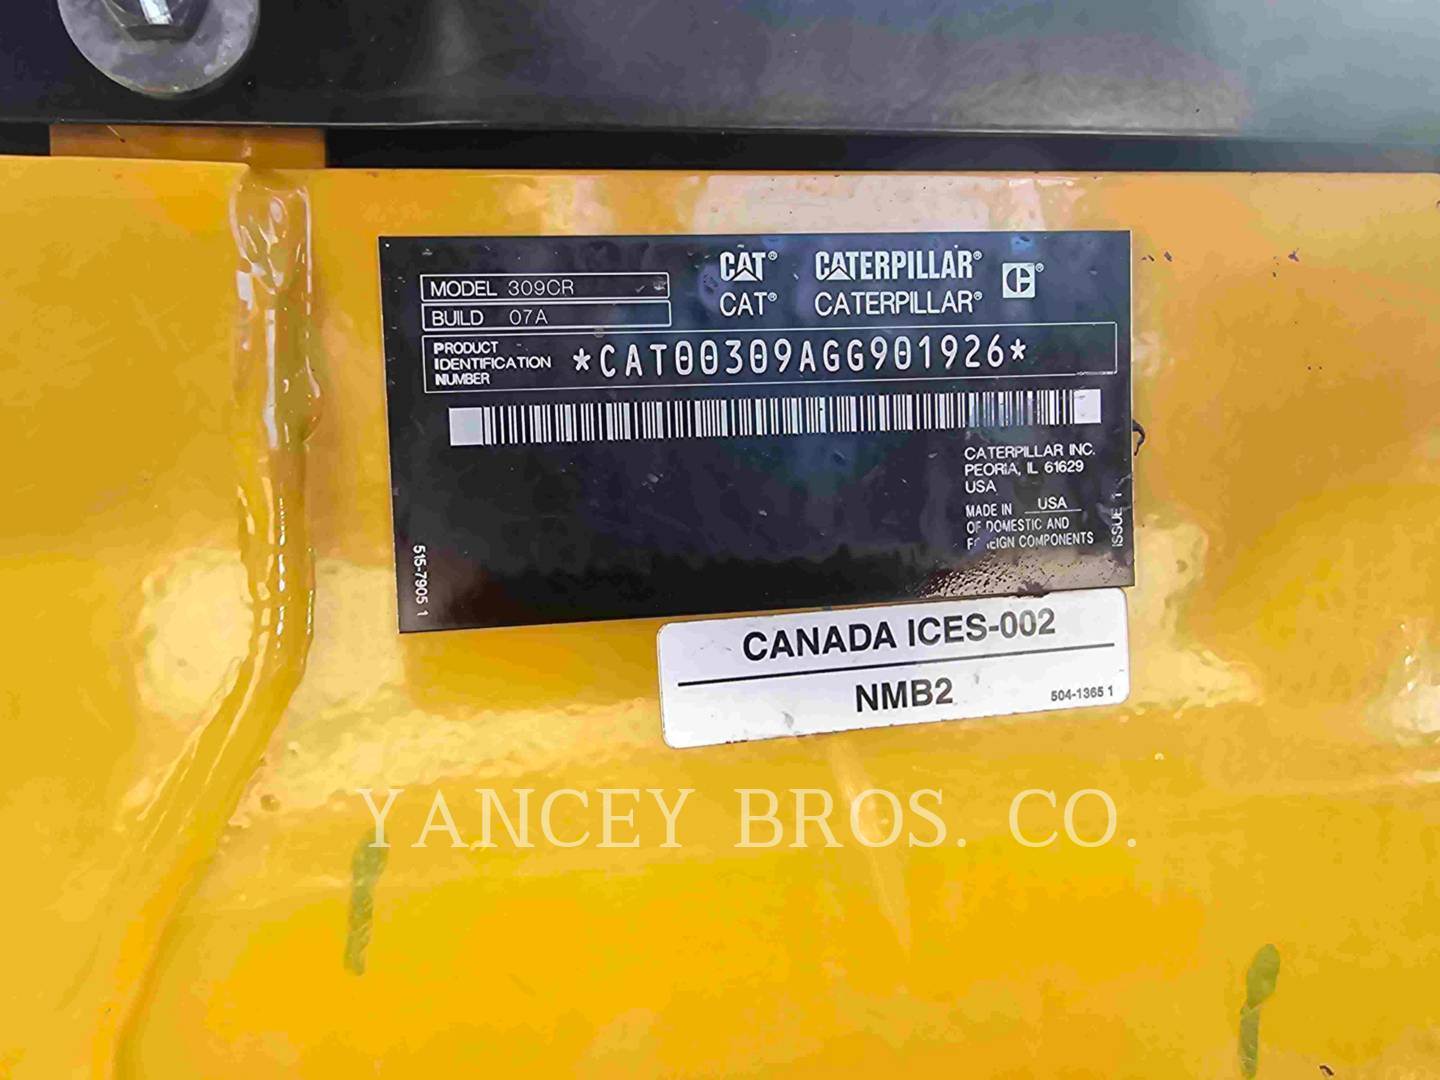 CAT® CATERPILLAR®
CAT® CATERPILLAR®
MODEL 309CR
BUILD 07A
PRODUCT
IDENTIFICATION
NUMBER
*CAT00309AGG901926*
CATERPILLAR INC.
PEORIA, IL 61629
USA
MADE IN USA
OF DOMESTIC AND
FOREIGN COMPONENTS
ISSUE 1
515-7905 1
CANADA ICES-002
NMB2
504-1365 1
YANCEY BROS. CO.